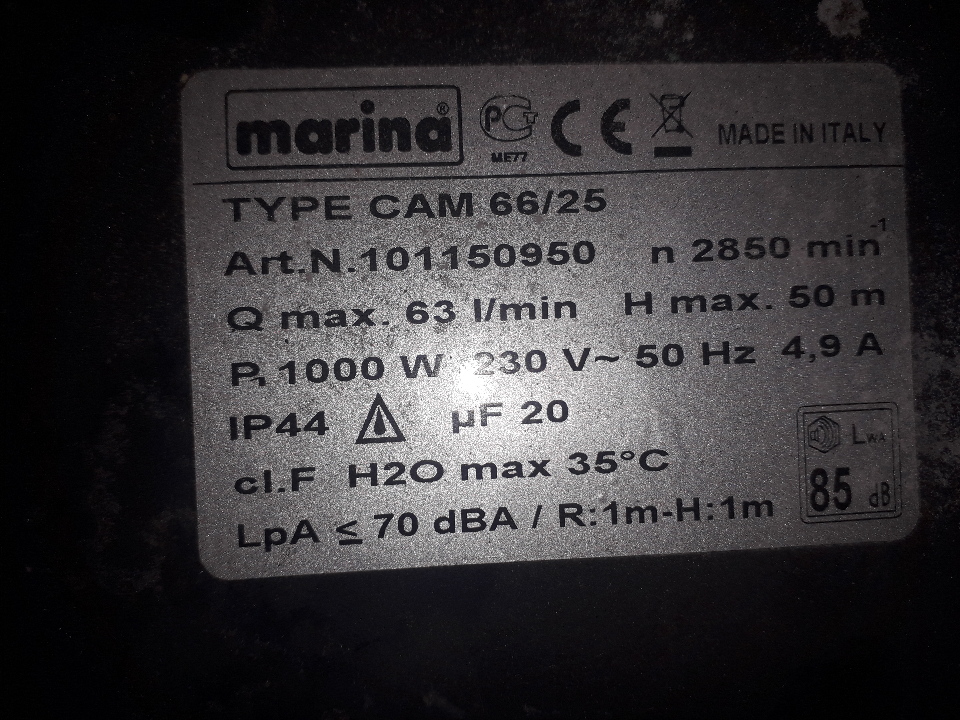 marina® PCT CE MADE IN ITALY
ME77
TYPE CAM 66/25
Art.N.101150950 n 2850 min⁻¹
Q max. 63 l/min H max. 50 m
P₁ 1000 W 230 V~ 50 Hz 4,9 A
IP44 µF 20
cl.F H2O max 35°C
LWA
85 dB
LpA ≤ 70 dBA / R:1m-H:1m